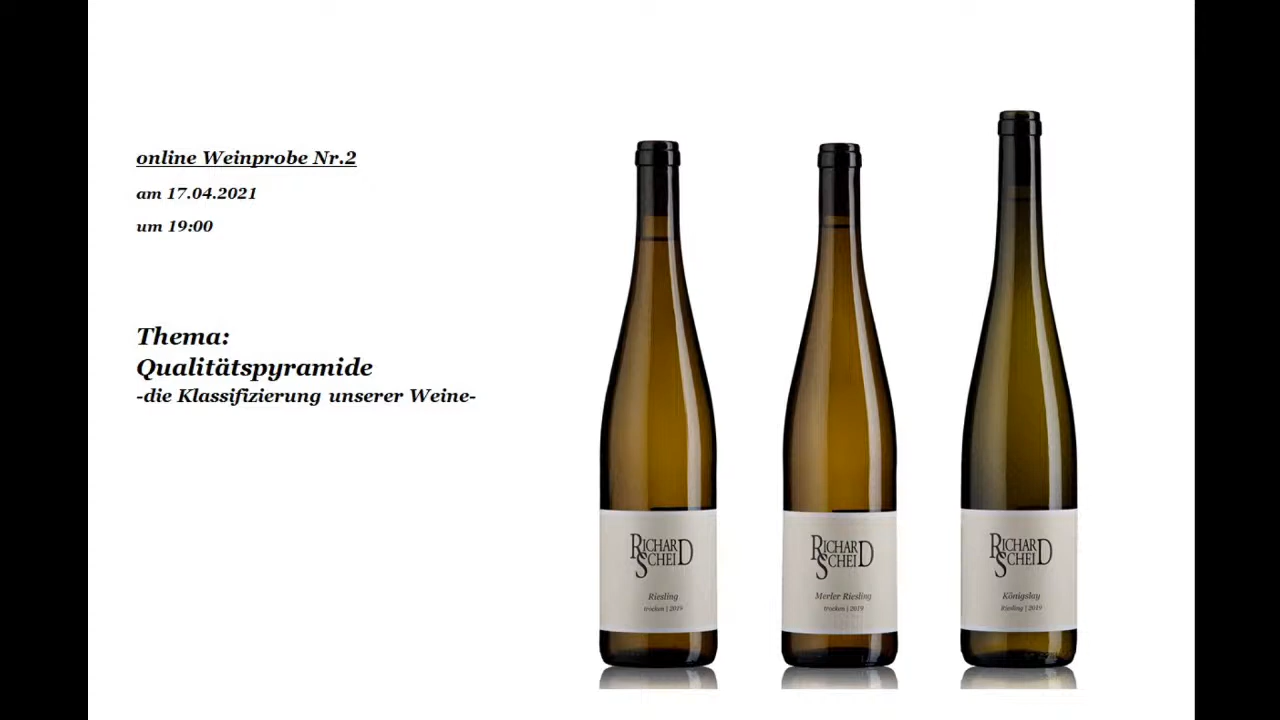 online Weinprobe Nr.2
am 17.04.2021
um 19:00
Thema:
Qualitätspyramide
-die Klassifizierung unserer Weine-
RICHARD
SCHEID
Riesling
trocken | 2019
RICHARD
SCHEID
Merler Riesling
trocken | 2019
RICHARD
SCHEID
Königslay
Riesling | 2019